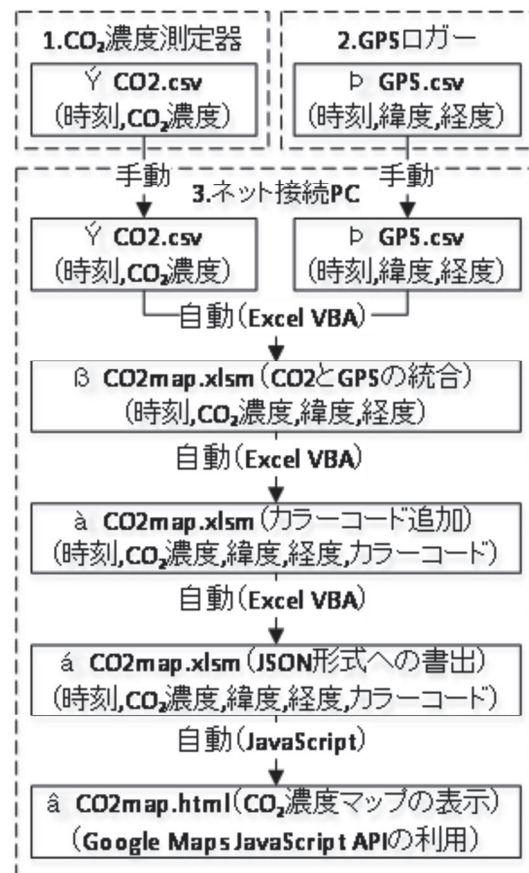 1.CO₂濃度測定器
2.GPSロガー
Ý CO2.csv
(時刻,CO₂濃度)
Þ GPS.csv
(時刻,緯度,経度)
手動
手動
3.ネット接続PC
Ý CO2.csv
(時刻,CO₂濃度)
Þ GPS.csv
(時刻,緯度,経度)
自動(Excel VBA)
ß CO2map.xlsm(CO2とGPSの統合)
(時刻,CO₂濃度,緯度,経度)
自動(Excel VBA)
à CO2map.xlsm(カラーコード追加)
(時刻,CO₂濃度,緯度,経度,カラーコード)
自動(Excel VBA)
á CO2map.xlsm(JSON形式への書出)
(時刻,CO₂濃度,緯度,経度,カラーコード)
自動(JavaScript)
â CO2map.html(CO₂濃度マップの表示)
(Google Maps JavaScript APIの利用)